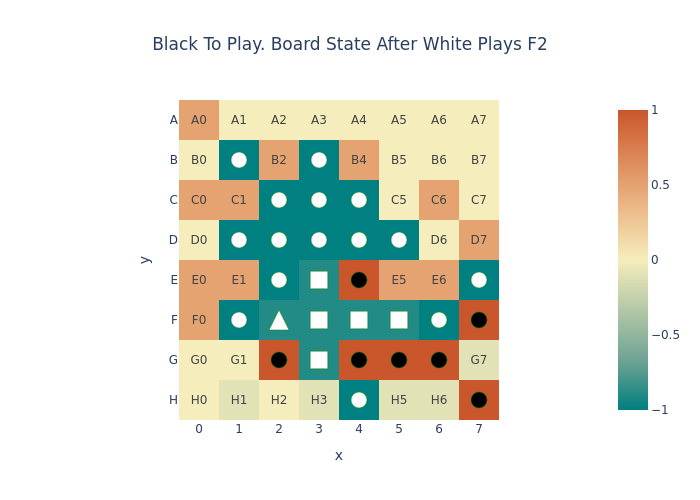 Black To Play. Board State After White Plays F2
A A0 A1 A2 A3 A4 A5 A6 A7
B B0 B2 B4 B5 B6 B7
C C0 C1 C5 C6 C7
D D0 D6 D7
E E0 E1 E5 E6
F F0
G G0 G1 G7
H H0 H1 H2 H3 H5 H6
0 1 2 3 4 5 6 7
x
y
1
0.5
0
−0.5
−1